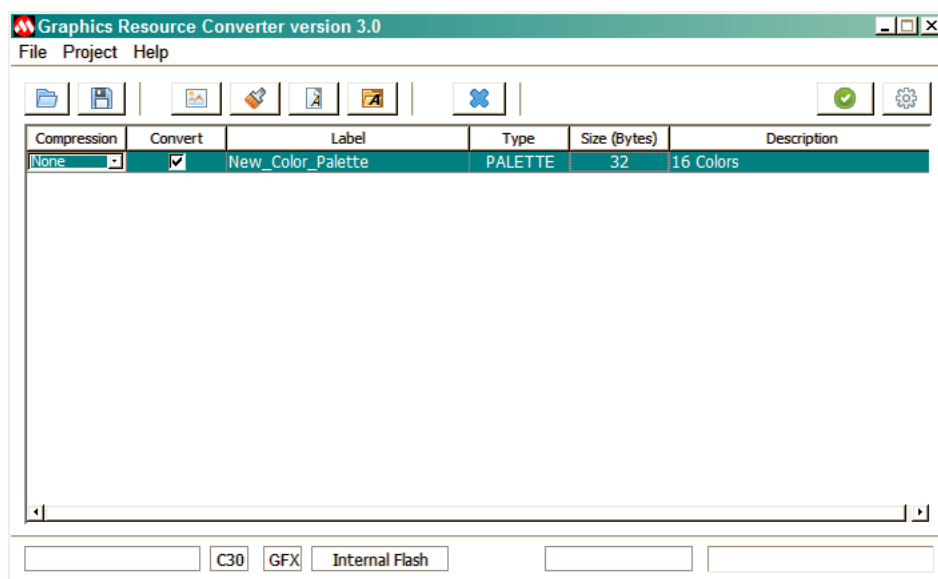 Graphics Resource Converter version 3.0
File Project Help
Compression Convert Label Type Size (Bytes) Description
None New_Color_Palette PALETTE 32 16 Colors
C30 GFX Internal Flash